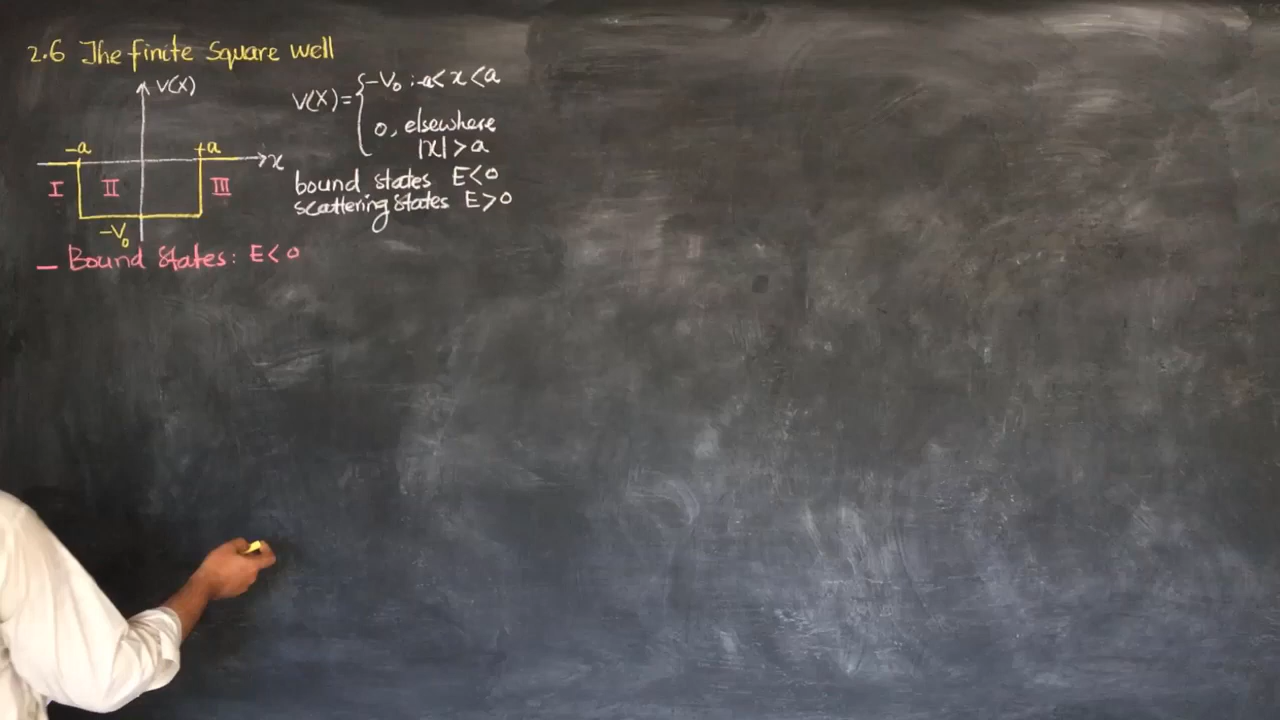 2.6 The finite Square well
V(X)
-a
+a
x
I
II
III
-V₀
V(X)={-V₀ ; -a< x <a
0, elsewhere
|x|>a
bound states E<0
scattering states E>0
— Bound States: E<0